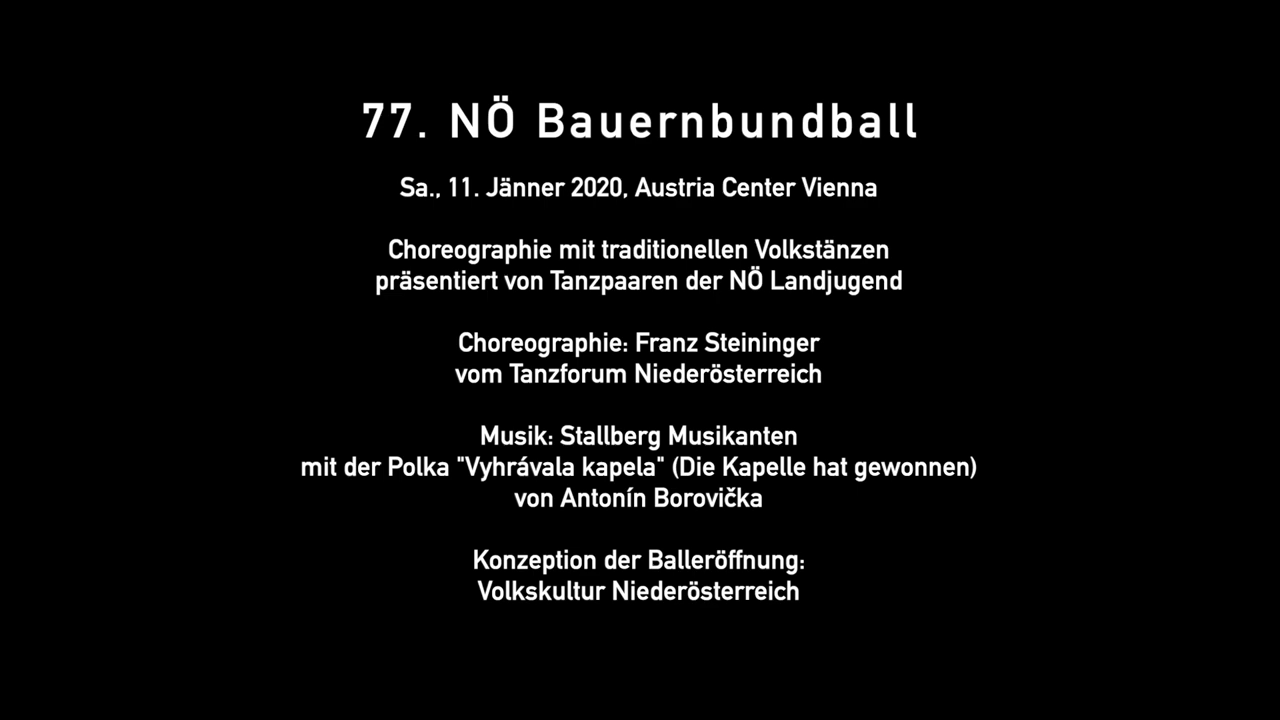 77. NÖ Bauernbundball
Sa., 11. Jänner 2020, Austria Center Vienna
Choreographie mit traditionellen Volkstänzen
präsentiert von Tanzpaaren der NÖ Landjugend
Choreographie: Franz Steininger
vom Tanzforum Niederösterreich
Musik: Stallberg Musikanten
mit der Polka "Vyhrávala kapela" (Die Kapelle hat gewonnen)
von Antonín Borovička
Konzeption der Balleröffnung:
Volkskultur Niederösterreich